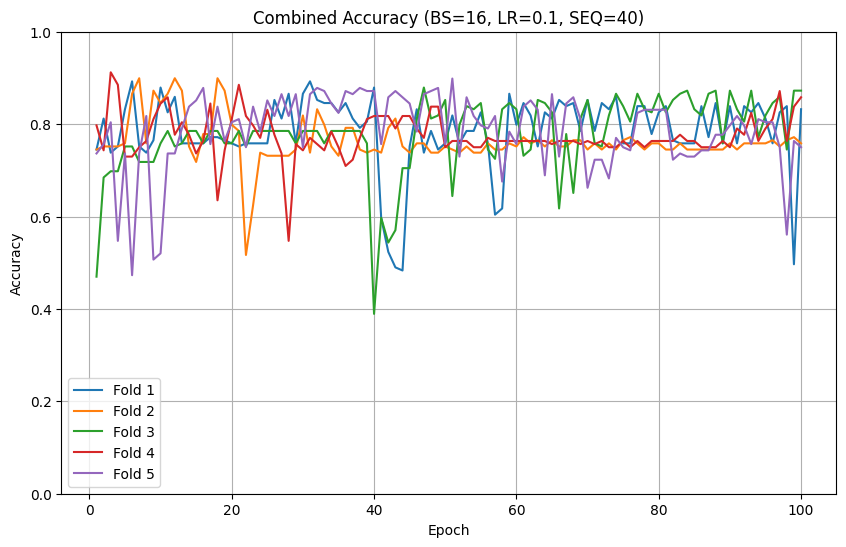 Combined Accuracy (BS=16, LR=0.1, SEQ=40)
1.0
0.8
0.6
0.4
0.2
0.0
Accuracy
Fold 1
Fold 2
Fold 3
Fold 4
Fold 5
0 20 40 60 80 100
Epoch